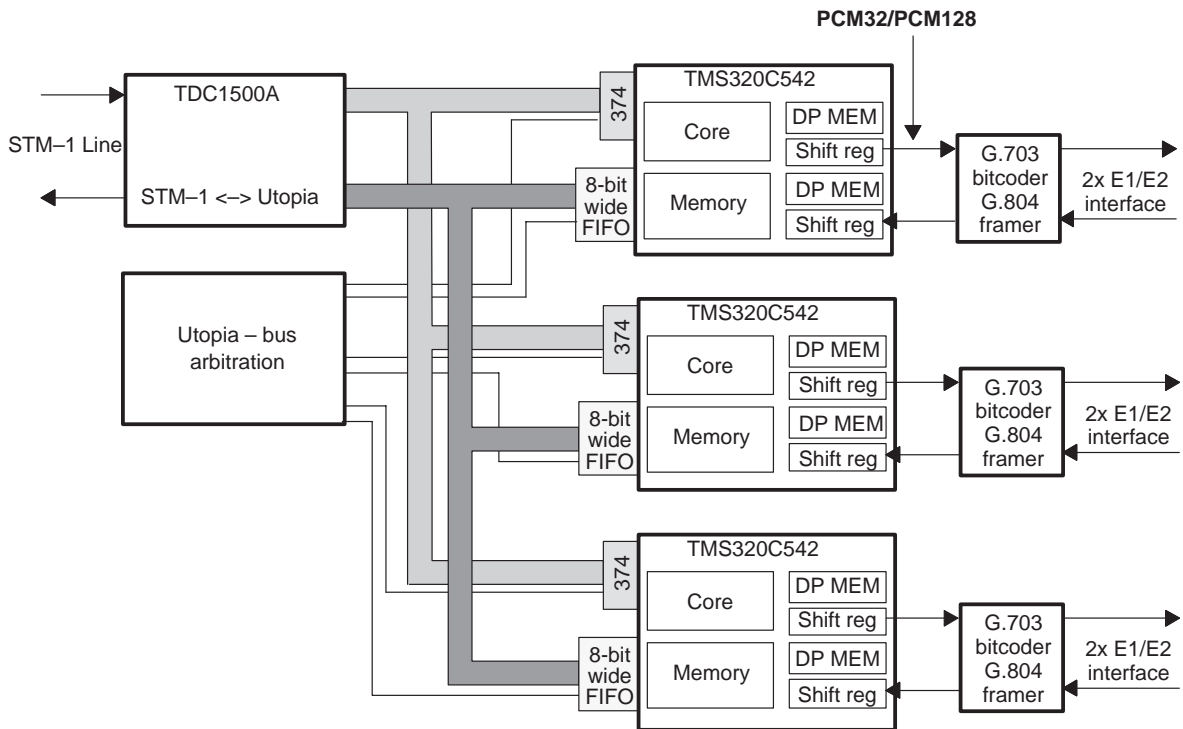 PCM32/PCM128
TDC1500A
STM–1 Line
STM–1 <–> Utopia
374
8-bit
wide
FIFO
TMS320C542
Core
Memory
DP MEM
Shift reg
DP MEM
Shift reg
G.703
bitcoder
G.804
framer
2x E1/E2
interface
Utopia – bus
arbitration
374
8-bit
wide
FIFO
TMS320C542
Core
Memory
DP MEM
Shift reg
DP MEM
Shift reg
G.703
bitcoder
G.804
framer
2x E1/E2
interface
374
8-bit
wide
FIFO
TMS320C542
Core
Memory
DP MEM
Shift reg
DP MEM
Shift reg
G.703
bitcoder
G.804
framer
2x E1/E2
interface